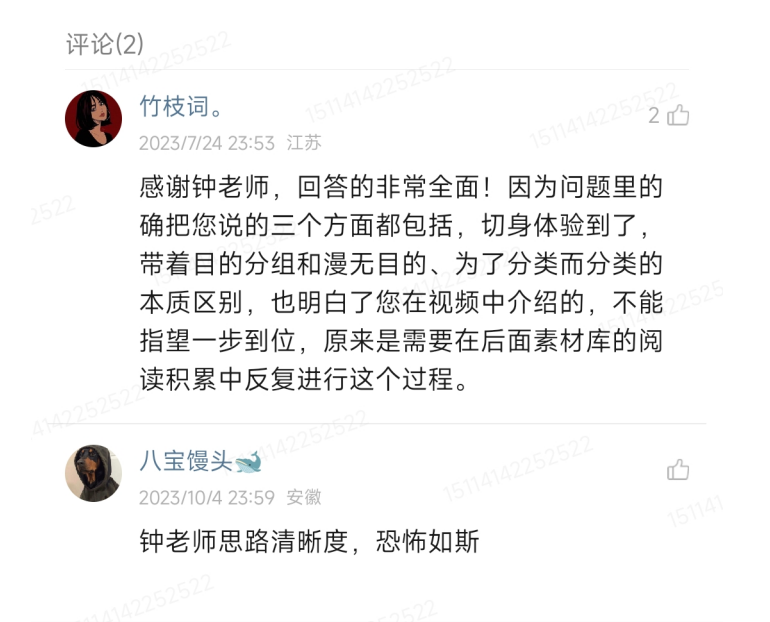 评论(2)
竹枝词。
2
2023/7/24 23:53 江苏
感谢钟老师，回答的非常全面！因为问题里的
确把您说的三个方面都包括，切身体验到了，
带着目的分组和漫无目的、为了分类而分类的
本质区别，也明白了您在视频中介绍的，不能
指望一步到位，原来是需要在后面素材库的阅
读积累中反复进行这个过程。
八宝馒头🐳
2023/10/4 23:59 安徽
钟老师思路清晰度，恐怖如斯
15114142252522